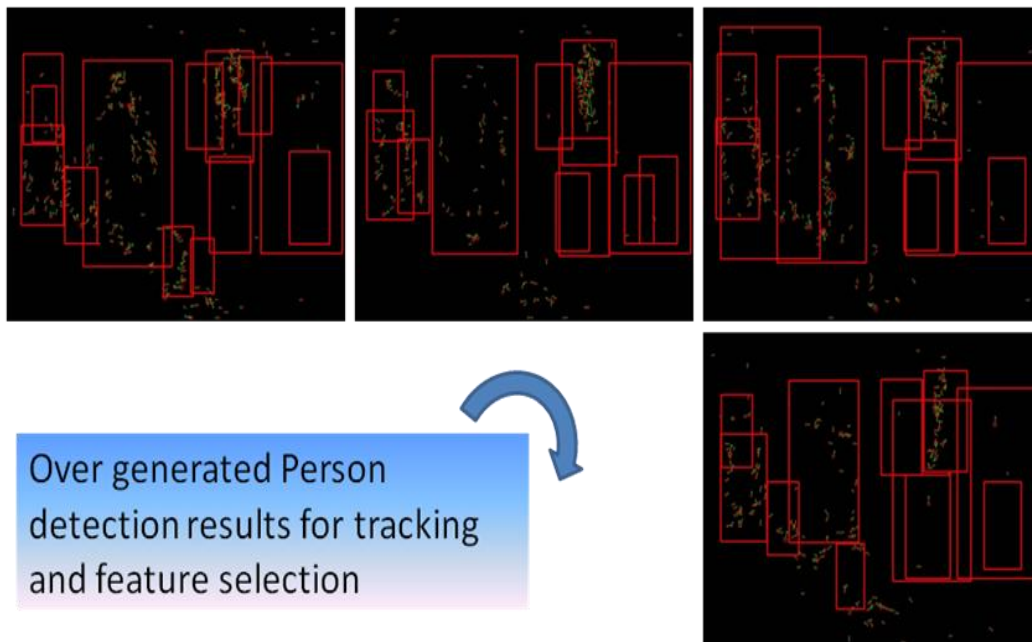 Over generated Person
detection results for tracking
and feature selection